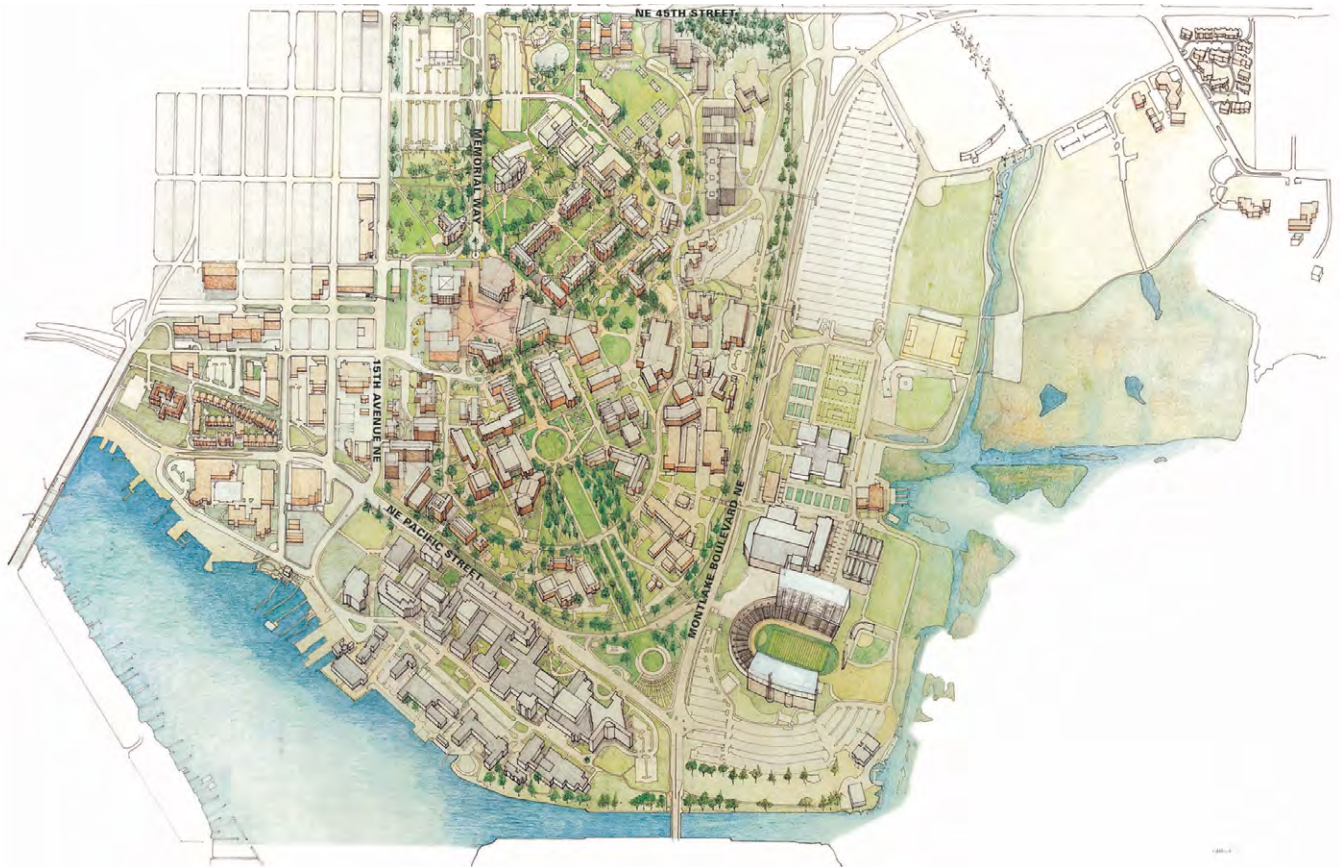 NE 45TH STREET
MEMORIAL WAY
15TH AVENUE NE
NE PACIFIC STREET
MONTLAKE BOULEVARD NE